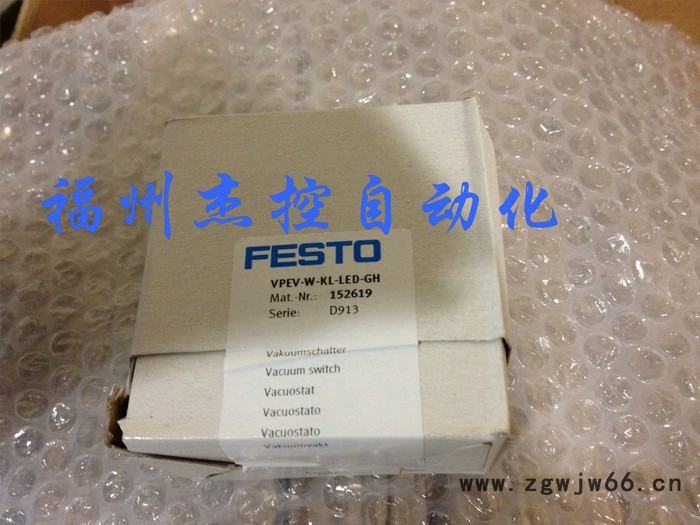 福州杰控自动化
FESTO
VPEV-W-KL-LED-GH
Mat.-Nr.: 152619
Serie: D913
Vakuumschalter
Vacuum switch
Vacuostat
Vacuostato
Vacuostato
www.zgwjw66.cn